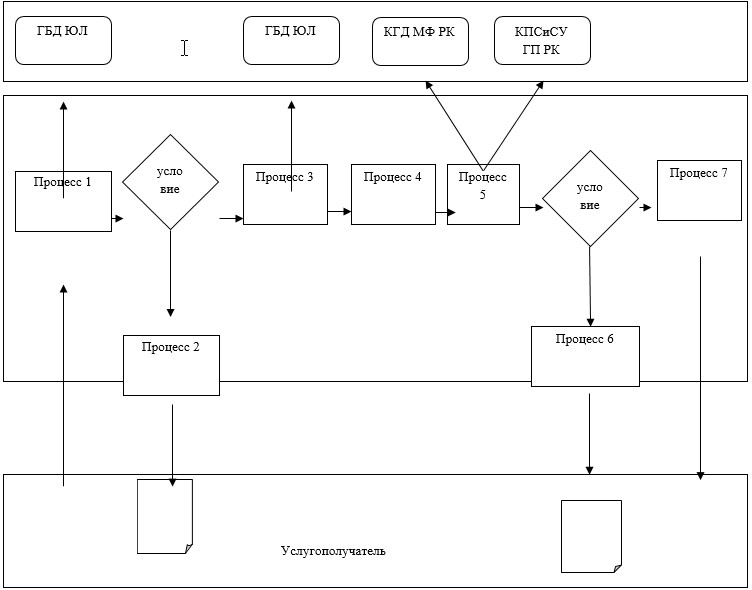 ГБД ЮЛ
ГБД ЮЛ
КГД МФ РК
КПСиСУ
ГП РК
Процесс 1
усло
вие
Процесс 3
Процесс 4
Процесс
5
усло
вие
Процесс 7
Процесс 2
Процесс 6
Услугополучатель